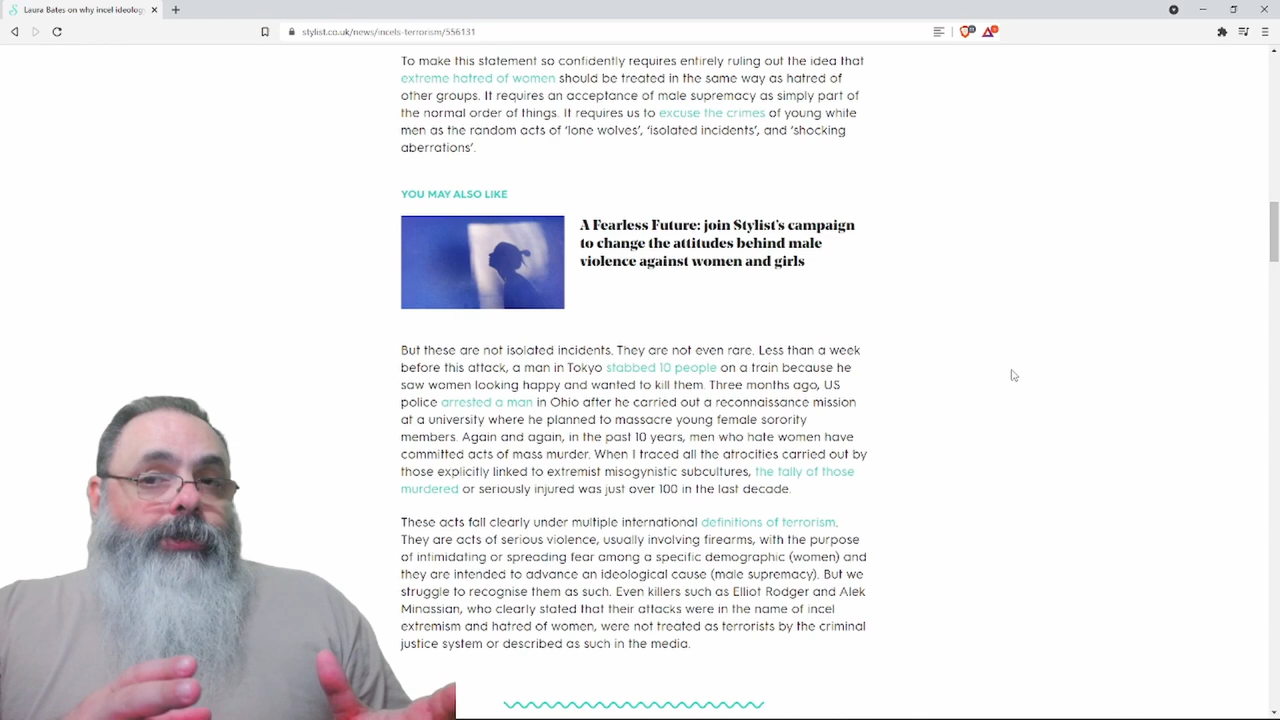 Laura Bates on why incel ideolog
stylist.co.uk/news/incels-terrorism/556131
To make this statement so confidently requires entirely ruling out the idea that
extreme hatred of women should be treated in the same way as hatred of
other groups. It requires an acceptance of male supremacy as simply part of
the normal order of things. It requires us to excuse the crimes of young white
men as the random acts of ‘lone wolves’, ‘isolated incidents’, and ‘shocking
aberrations’.
YOU MAY ALSO LIKE
A Fearless Future: join Stylist’s campaign
to change the attitudes behind male
violence against women and girls
But these are not isolated incidents. They are not even rare. Less than a week
before this attack, a man in Tokyo stabbed 10 people on a train because he
saw women looking happy and wanted to kill them. Three months ago, US
police arrested a man in Ohio after he carried out a reconnaissance mission
at a university where he planned to massacre young female sorority
members. Again and again, in the past 10 years, men who hate women have
committed acts of mass murder. When I traced all the atrocities carried out by
those explicitly linked to extremist misogynistic subcultures, the tally of those
murdered or seriously injured was just over 100 in the last decade.
These acts fall clearly under multiple international definitions of terrorism.
They are acts of serious violence, usually involving firearms, with the purpose
of intimidating or spreading fear among a specific demographic (women) and
they are intended to advance an ideological cause (male supremacy). But we
struggle to recognise them as such. Even killers such as Elliot Rodger and Alek
Minassian, who clearly stated that their attacks were in the name of incel
extremism and hatred of women, were not treated as terrorists by the criminal
justice system or described as such in the media.